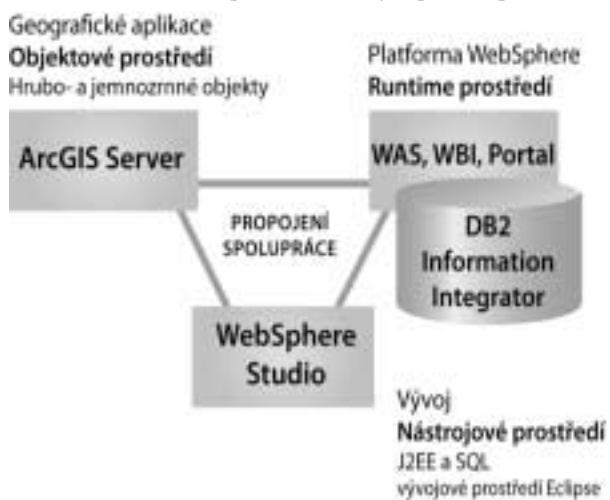 Geografické aplikace
Objektové prostředí
Hrubo- a jemnozrnné objekty
Platforma WebSphere
Runtime prostředí
ArcGIS Server
WAS, WBI, Portal
PROPOJENÍ
SPOLUPRÁCE
DB2
Information
Integrator
WebSphere
Studio
Vývoj
Nástrojové prostředí
J2EE a SQL
vývojové prostředí Eclipse